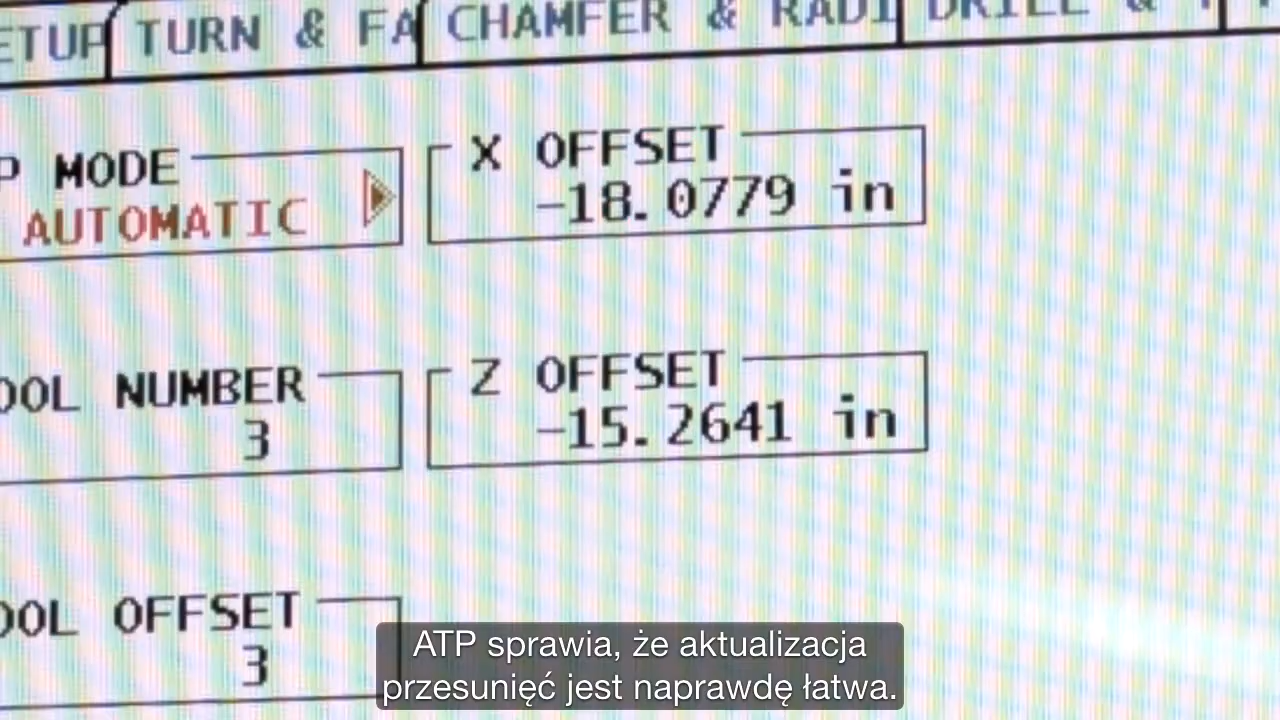 TURN & FA CHAMFER & RADI
MODE
AUTOMATIC
X OFFSET
-18.0779 in
NUMBER
3
Z OFFSET
-15.2641 in
OFFSET
3
ATP sprawia, że aktualizacja
przesunięć jest naprawdę łatwa.